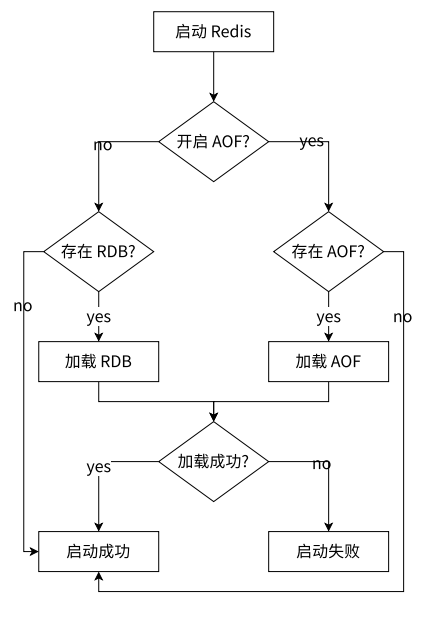 启动 Redis
开启 AOF?
no
yes
存在 RDB?
存在 AOF?
no
yes
yes
no
加载 RDB
加载 AOF
加载成功?
yes
no
启动成功
启动失败